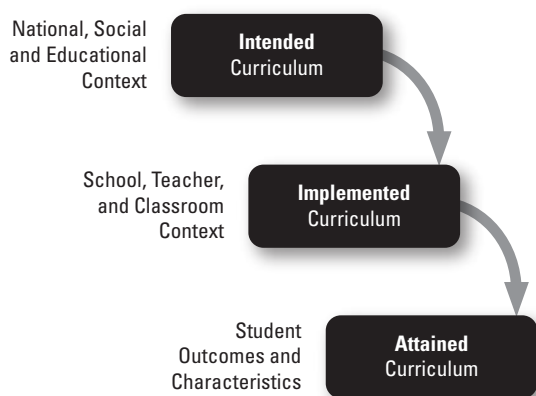 National, Social
and Educational
Context
Intended
Curriculum
School, Teacher,
and Classroom
Context
Implemented
Curriculum
Student
Outcomes and
Characteristics
Attained
Curriculum